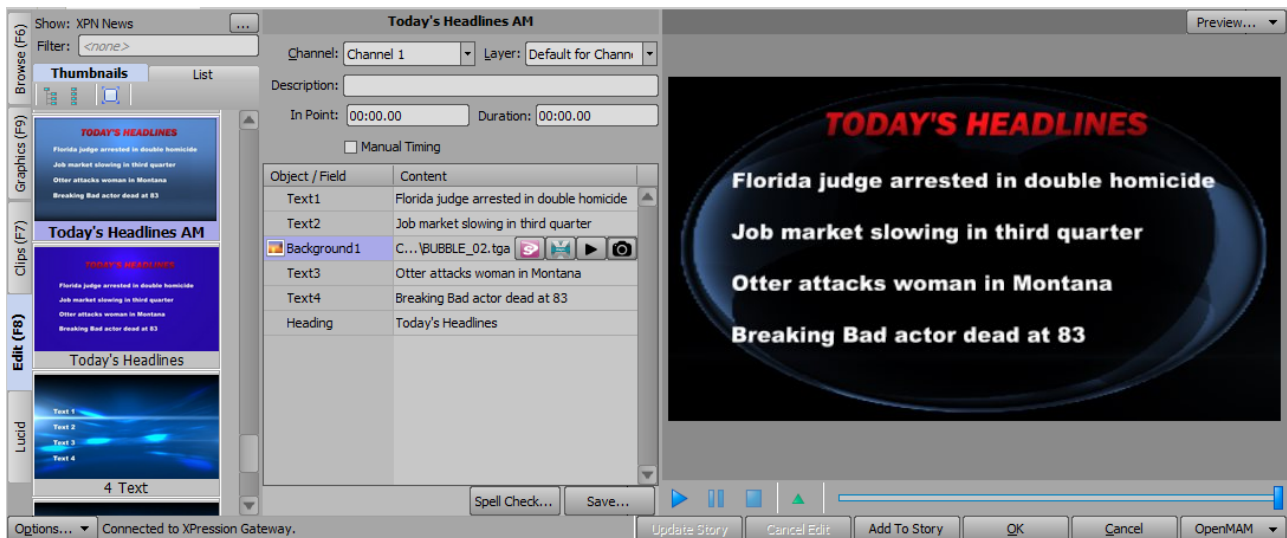 Show: XPN News
...
Filter: <none>
Thumbnails
List
Browse (F6)
Graphics (F9)
Clips (F7)
Edit (F8)
Lucid
TODAY'S HEADLINES
Florida judge arrested in double homicide
Job market slowing in third quarter
Otter attacks woman in Montana
Breaking Bad actor dead at 83
Today's Headlines AM
TODAY'S HEADLINES
Florida judge arrested in double homicide
Job market slowing in third quarter
Otter attacks woman in Montana
Breaking Bad actor dead at 83
Today's Headlines
Text 1
Text 2
Text 3
Text 4
4 Text
Today's Headlines AM
Channel: Channel 1
Layer: Default for Chann
Description:
In Point: 00:00.00
Duration: 00:00.00
Manual Timing
Object / Field Content
Text1 Florida judge arrested in double homicide
Text2 Job market slowing in third quarter
Background1 C...\BUBBLE_02.tga
Text3 Otter attacks woman in Montana
Text4 Breaking Bad actor dead at 83
Heading Today's Headlines
Spell Check...
Save...
Preview...
TODAY'S HEADLINES
Florida judge arrested in double homicide
Job market slowing in third quarter
Otter attacks woman in Montana
Breaking Bad actor dead at 83
Options...
Connected to XPression Gateway.
Update Story
Cancel Edit
Add To Story
OK
Cancel
OpenMAM